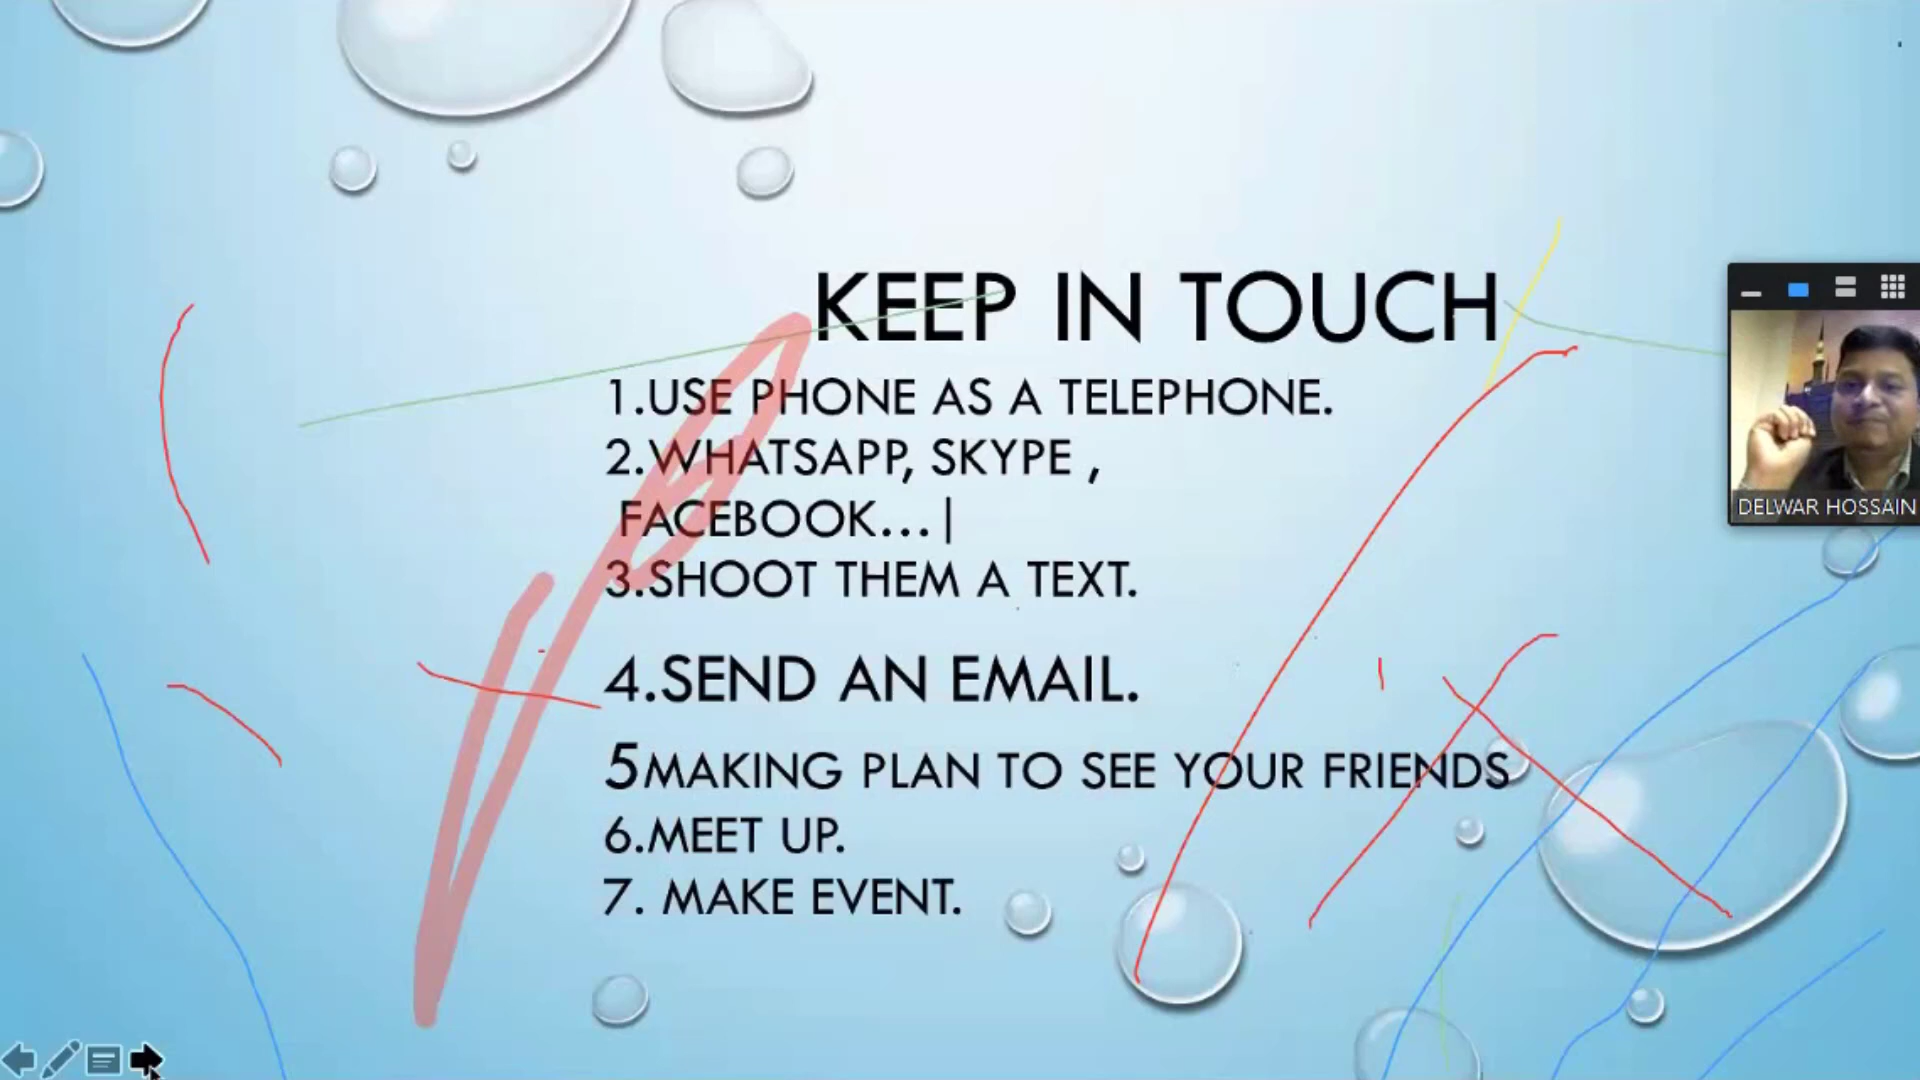 KEEP IN TOUCH
1.USE PHONE AS A TELEPHONE.
2.WHATSAPP, SKYPE ,
FACEBOOK...|
3.SHOOT THEM A TEXT.
4.SEND AN EMAIL.
5MAKING PLAN TO SEE YOUR FRIENDS
6.MEET UP.
7. MAKE EVENT.
DELWAR HOSSAIN